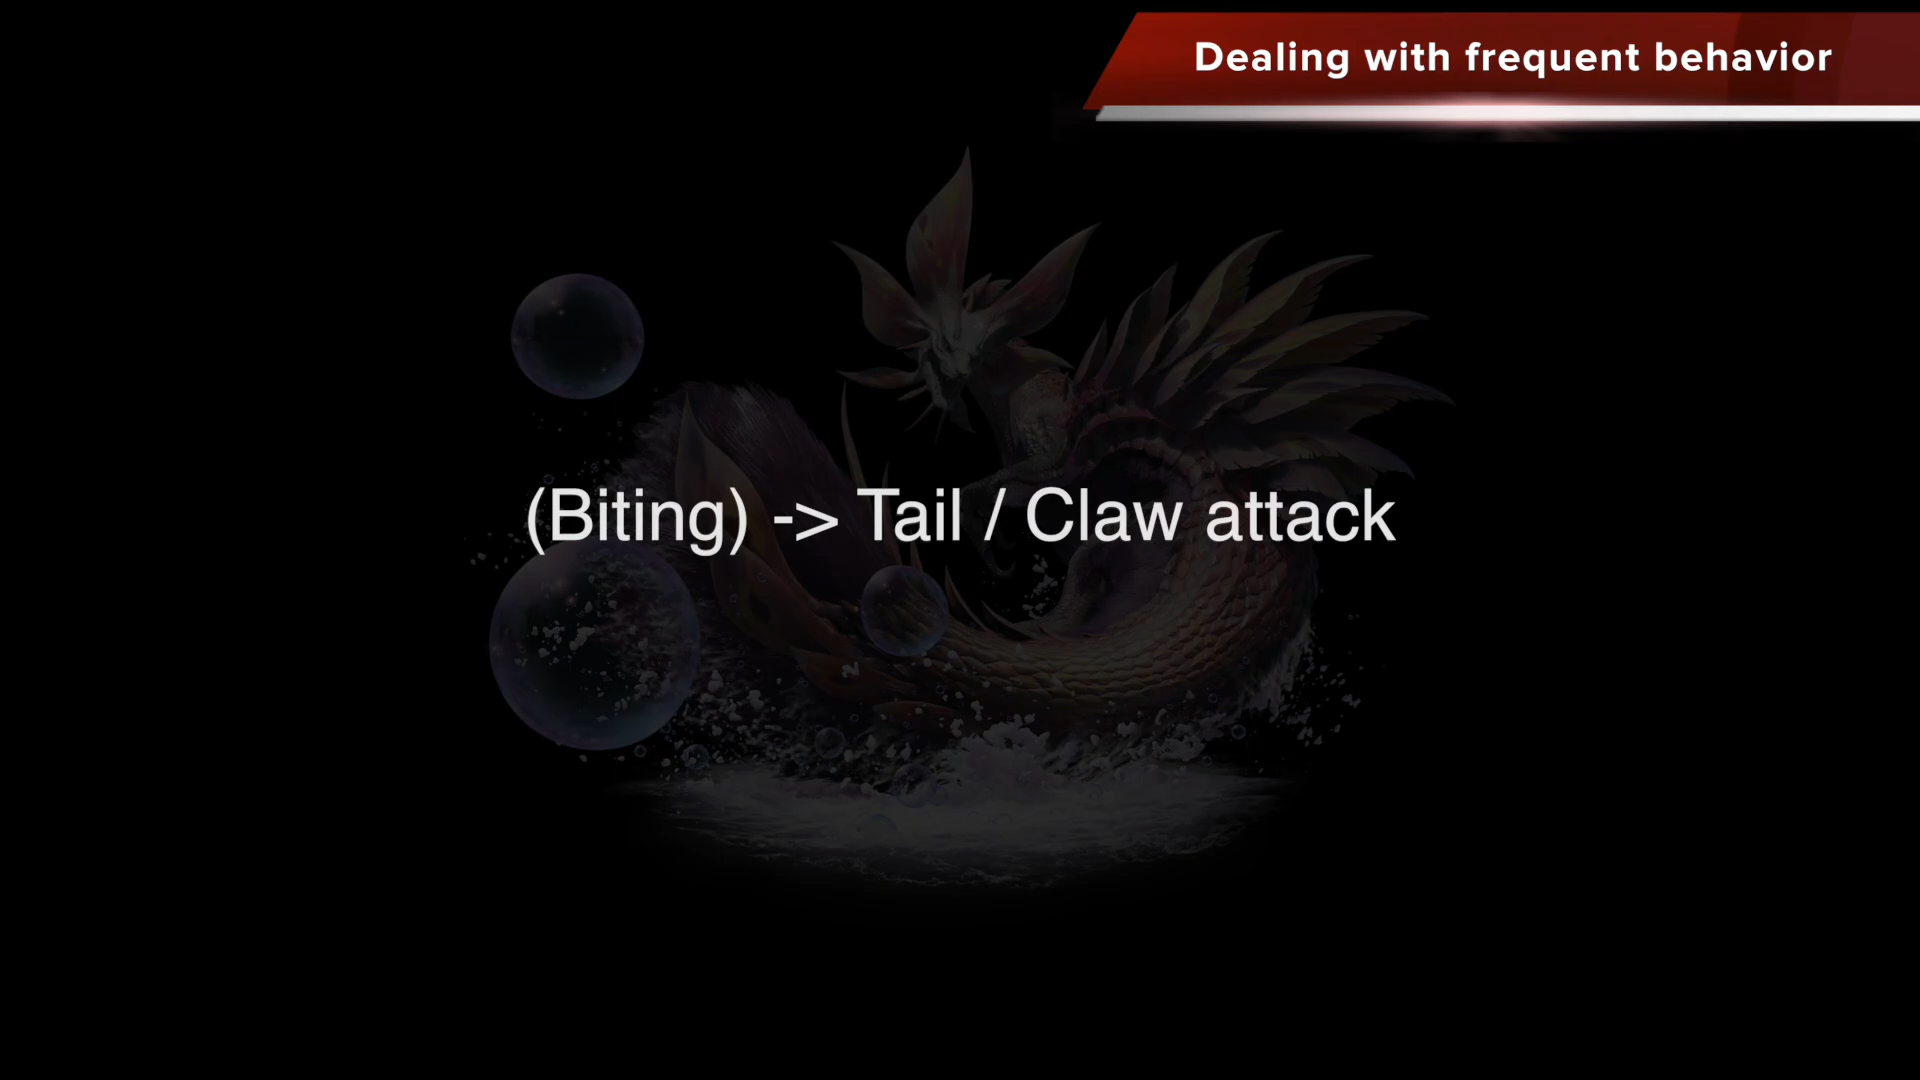 Dealing with frequent behavior
(Biting) -> Tail / Claw attack